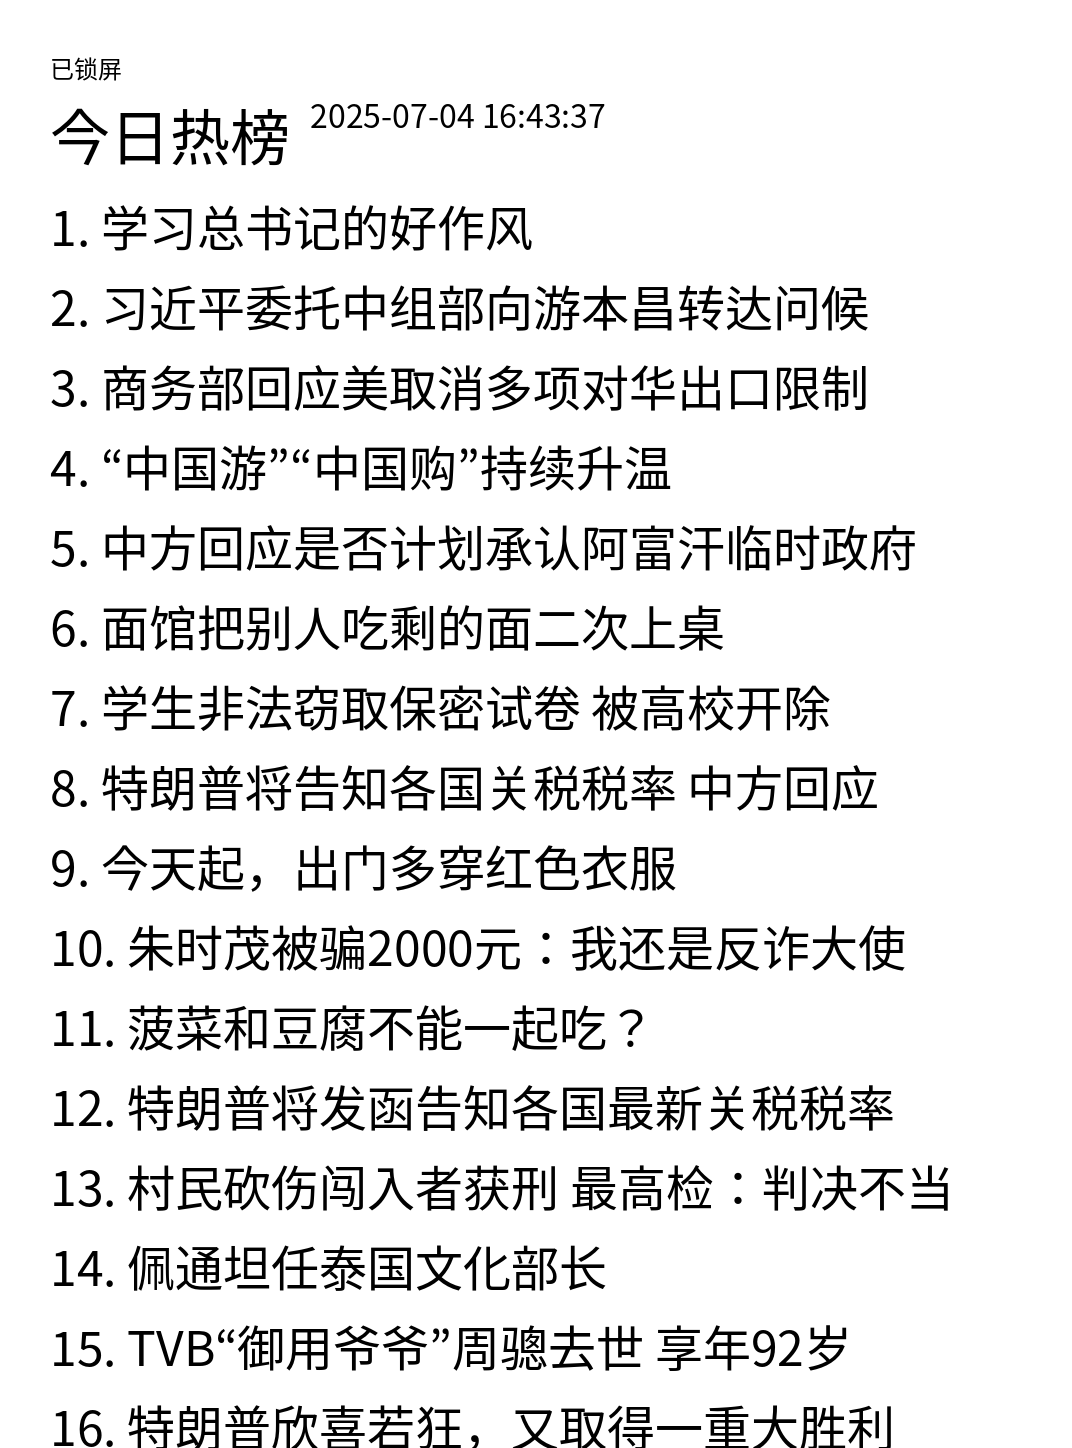 已锁屏
今日热榜 2025-07-04 16:43:37
1. 学习总书记的好作风
2. 习近平委托中组部向游本昌转达问候
3. 商务部回应美取消多项对华出口限制
4. “中国游”“中国购”持续升温
5. 中方回应是否计划承认阿富汗临时政府
6. 面馆把别人吃剩的面二次上桌
7. 学生非法窃取保密试卷 被高校开除
8. 特朗普将告知各国关税税率 中方回应
9. 今天起，出门多穿红色衣服
10. 朱时茂被骗2000元：我还是反诈大使
11. 菠菜和豆腐不能一起吃？
12. 特朗普将发函告知各国最新关税税率
13. 村民砍伤闯入者获刑 最高检：判决不当
14. 佩通坦任泰国文化部长
15. TVB“御用爷爷”周骢去世 享年92岁
16. 特朗普欣喜若狂，又取得一重大胜利